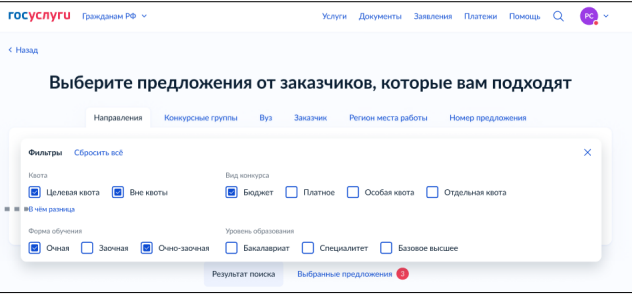 госуслуги Гражданам РФ Услуги Документы Заявления Платежи Помощь РС
Назад
Выберите предложения от заказчиков, которые вам подходят
Направления Конкурсные группы Вуз Заказчик Регион места работы Номер предложения
Фильтры Сбросить всё
Квота Вид конкурса
Целевая квота Вне квоты Бюджет Платное Особая квота Отдельная квота
В чём разница
Форма обучения Уровень образования
Очная Заочная Очно-заочная Бакалавриат Специалитет Базовое высшее
Результат поиска Выбранные предложения 3